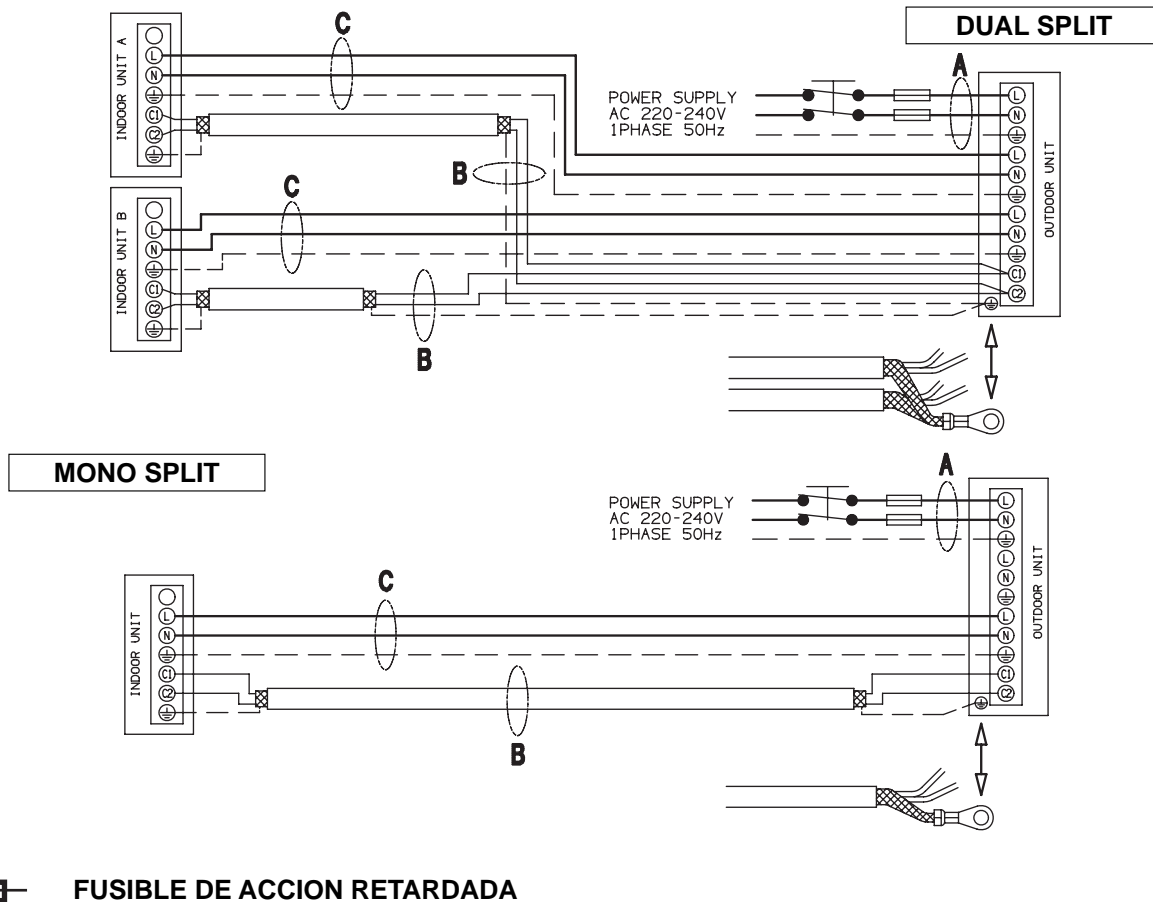 DUAL SPLIT
C
A
INDOOR UNIT A
L
N
C1
C2
POWER SUPPLY
AC 220-240V
1PHASE 50Hz
L
N
L
N
L
N
C1
C2
OUTDOOR UNIT
B
C
INDOOR UNIT B
L
N
C1
C2
B
MONO SPLIT
A
POWER SUPPLY
AC 220-240V
1PHASE 50Hz
L
N
L
N
L
N
C1
C2
OUTDOOR UNIT
C
INDOOR UNIT
L
N
C1
C2
B
FUSIBLE DE ACCION RETARDADA